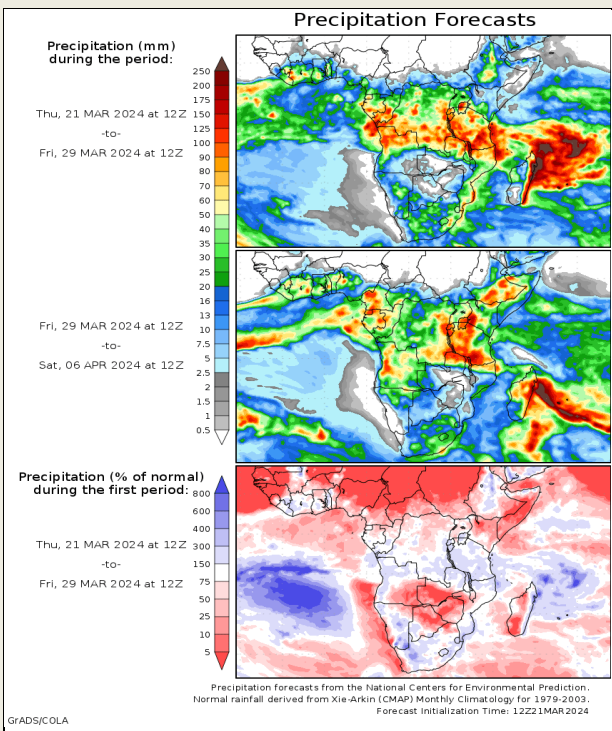 Precipitation Forecasts
Precipitation (mm)
during the period:
Thu, 21 MAR 2024 at 12Z
-to-
Fri, 29 MAR 2024 at 12Z
250
200
175
150
125
100
90
80
70
60
50
40
35
30
25
20
16
13
10
7.5
5
2.5
2
1.5
1
0.5
Fri, 29 MAR 2024 at 12Z
-to-
Sat, 06 APR 2024 at 12Z
Precipitation (% of normal)
during the first period:
Thu, 21 MAR 2024 at 12Z
-to-
Fri, 29 MAR 2024 at 12Z
800
600
400
300
150
75
50
25
10
5
Precipitation forecasts from the National Centers for Environmental Prediction.
Normal rainfall derived from Xie-Arkin (CMAP) Monthly Climatology for 1979-2003.
Forecast Initialization Time: 12Z21MAR2024
GrADS/COLA